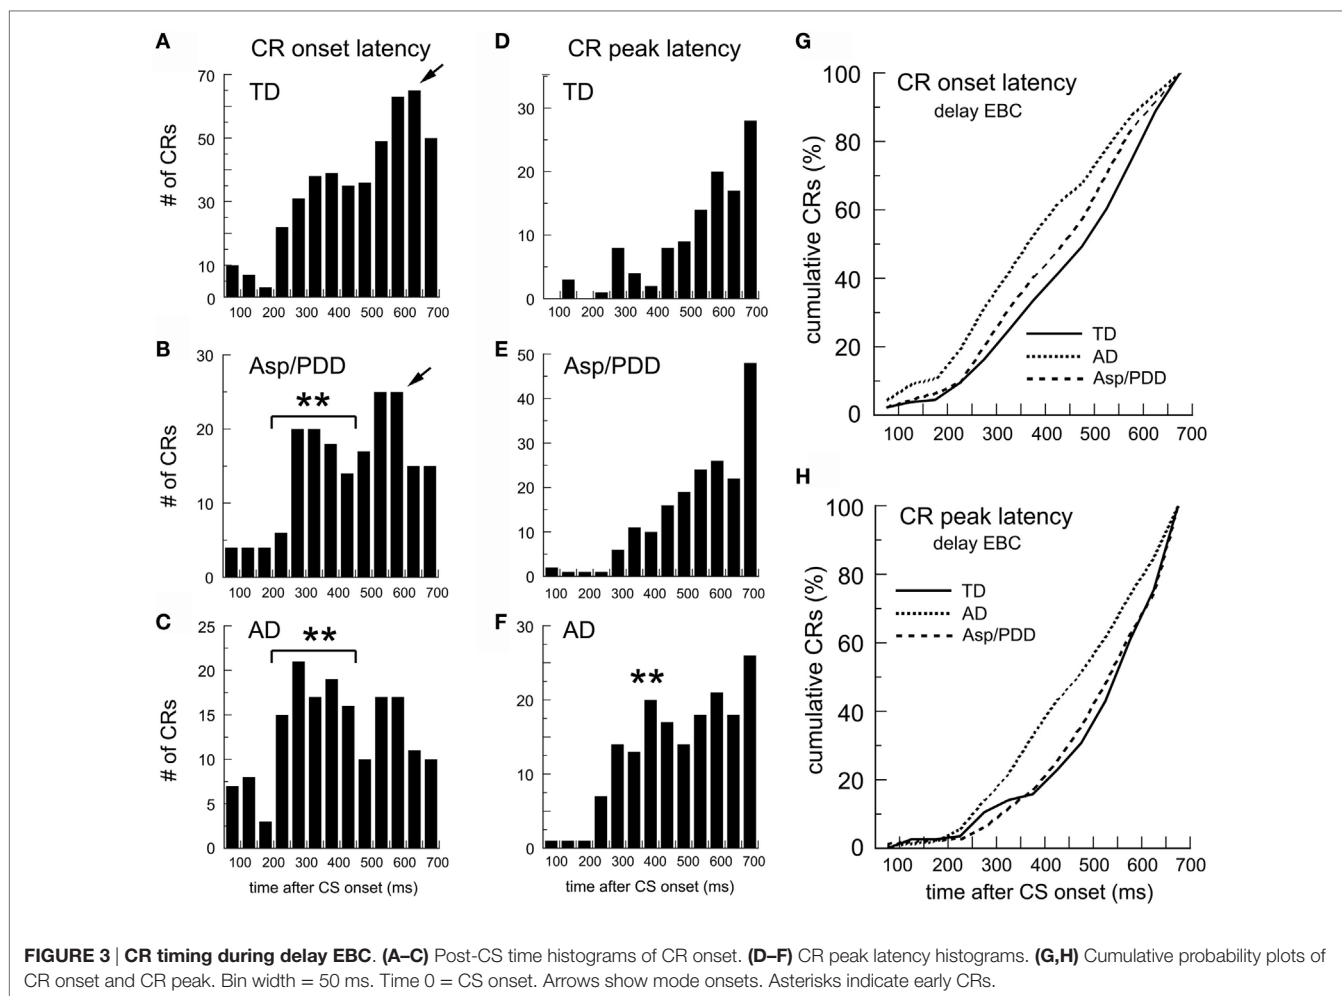 A
CR onset latency
TD
70
50
30
10
0
# of CRs
100 200 300 400 500 600 700
B
Asp/PDD
**
30
20
10
0
# of CRs
100 200 300 400 500 600 700
C
AD
**
25
20
15
10
5
0
# of CRs
100 200 300 400 500 600 700
time after CS onset (ms)
D
CR peak latency
TD
30
20
10
0
100 200 300 400 500 600 700
E
Asp/PDD
50
40
30
20
10
0
100 200 300 400 500 600 700
F
AD
**
30
20
10
0
100 200 300 400 500 600 700
time after CS onset (ms)
G
CR onset latency
delay EBC
100
80
60
40
20
0
cumulative CRs (%)
TD
AD
Asp/PDD
100 200 300 400 500 600 700
H
CR peak latency
delay EBC
100
80
60
40
20
0
cumulative CRs (%)
TD
AD
Asp/PDD
100 200 300 400 500 600 700
time after CS onset (ms)
FIGURE 3 | CR timing during delay EBC. (A–C) Post-CS time histograms of CR onset. (D–F) CR peak latency histograms. (G,H) Cumulative probability plots of
CR onset and CR peak. Bin width = 50 ms. Time 0 = CS onset. Arrows show mode onsets. Asterisks indicate early CRs.